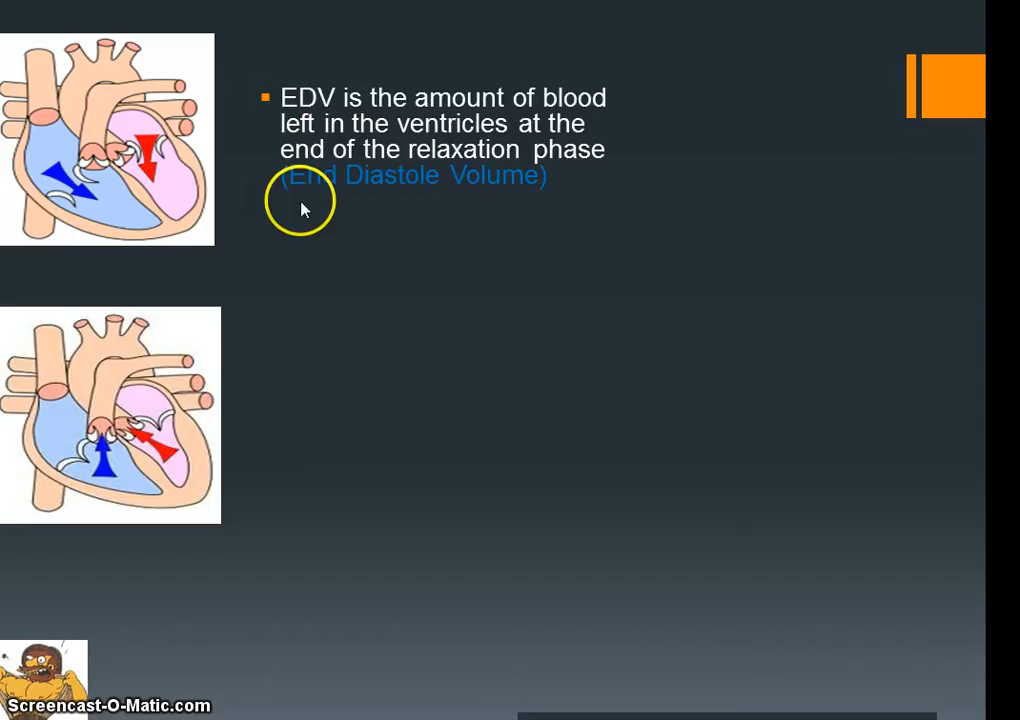 EDV is the amount of blood
left in the ventricles at the
end of the relaxation phase
(End Diastole Volume)
Screencast-O-Matic.com